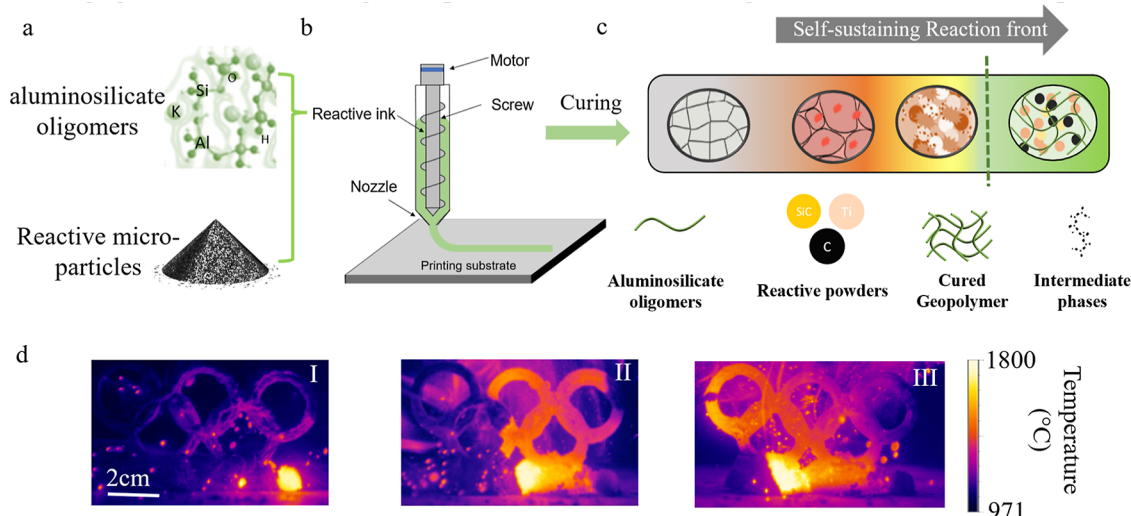 a
aluminosilicate
oligomers
O
Si
K
Al
H
Reactive micro-
particles
b
Motor
Reactive ink
Screw
Nozzle
Printing substrate
Curing
c
Self-sustaining Reaction front
SiC
Ti
C
Aluminosilicate
oligomers
Reactive powders
Cured
Geopolymer
Intermediate
phases
d
I
2cm
II
III
1800
971
Temperature
(°C)